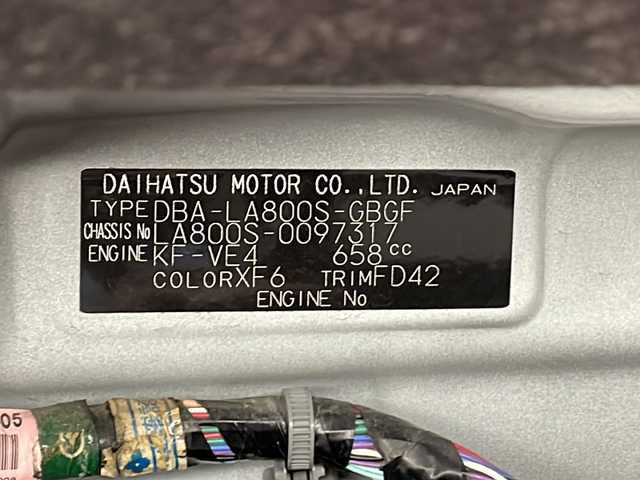 DAIHATSU MOTOR CO.,LTD. JAPAN
TYPE DBA-LA800S-GBGF
CHASSIS No LA800S-0097317
ENGINE KF-VE4 658cc
COLOR XF6 TRIM FD42
ENGINE No
05